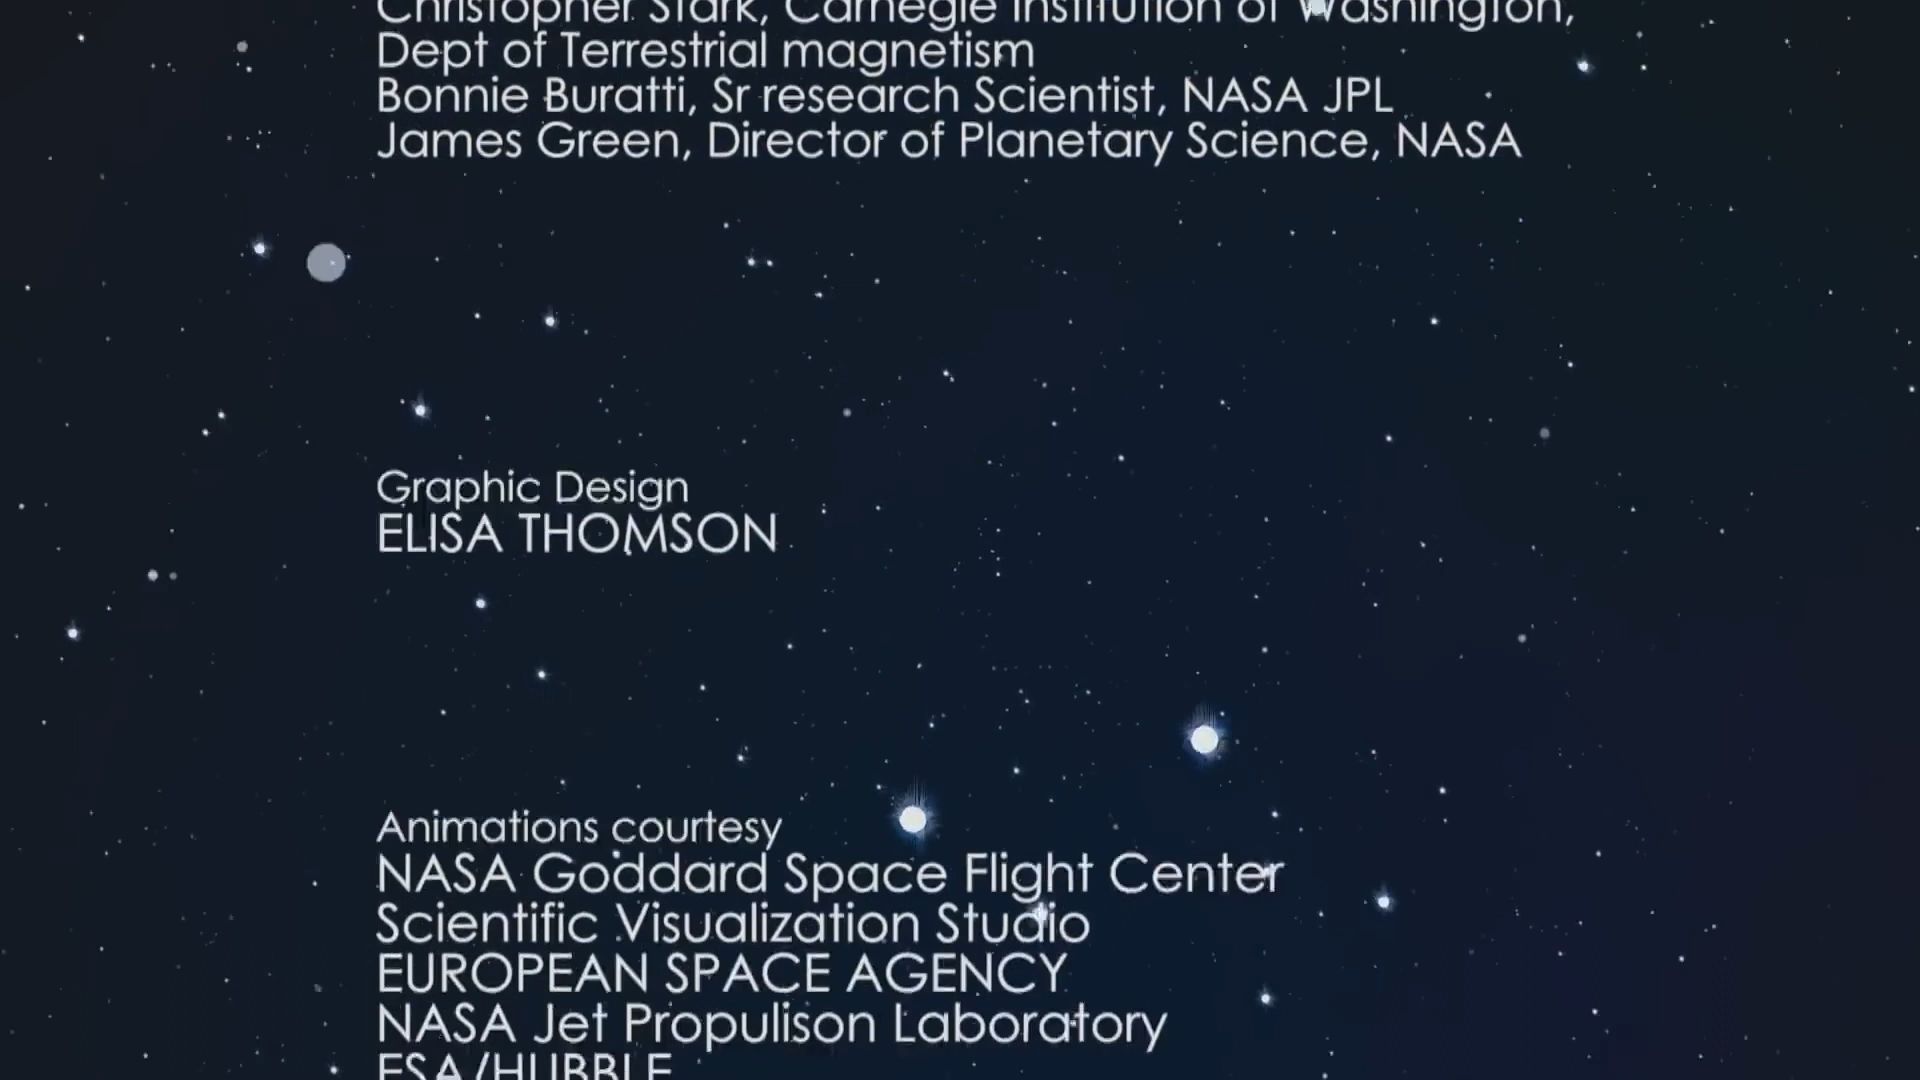 Christopher Stark, Carnegie Institution of Washington,
Dept of Terrestrial magnetism
Bonnie Buratti, Sr research Scientist, NASA JPL
James Green, Director of Planetary Science, NASA
Graphic Design
ELISA THOMSON
Animations courtesy
NASA Goddard Space Flight Center
Scientific Visualization Studio
EUROPEAN SPACE AGENCY
NASA Jet Propulison Laboratory
ESA/HUBBLE